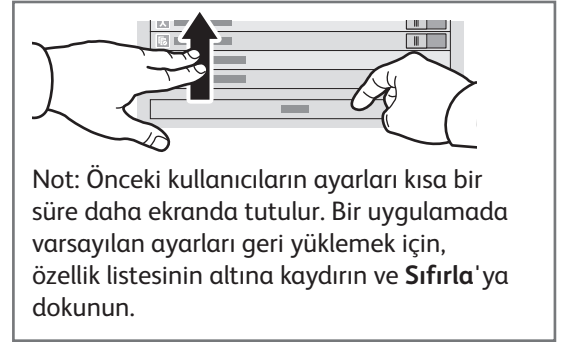 Not: Önceki kullanıcıların ayarları kısa bir
süre daha ekranda tutulur. Bir uygulamada
varsayılan ayarları geri yüklemek için,
özellik listesinin altına kaydırın ve Sıfırla'ya
dokunun.